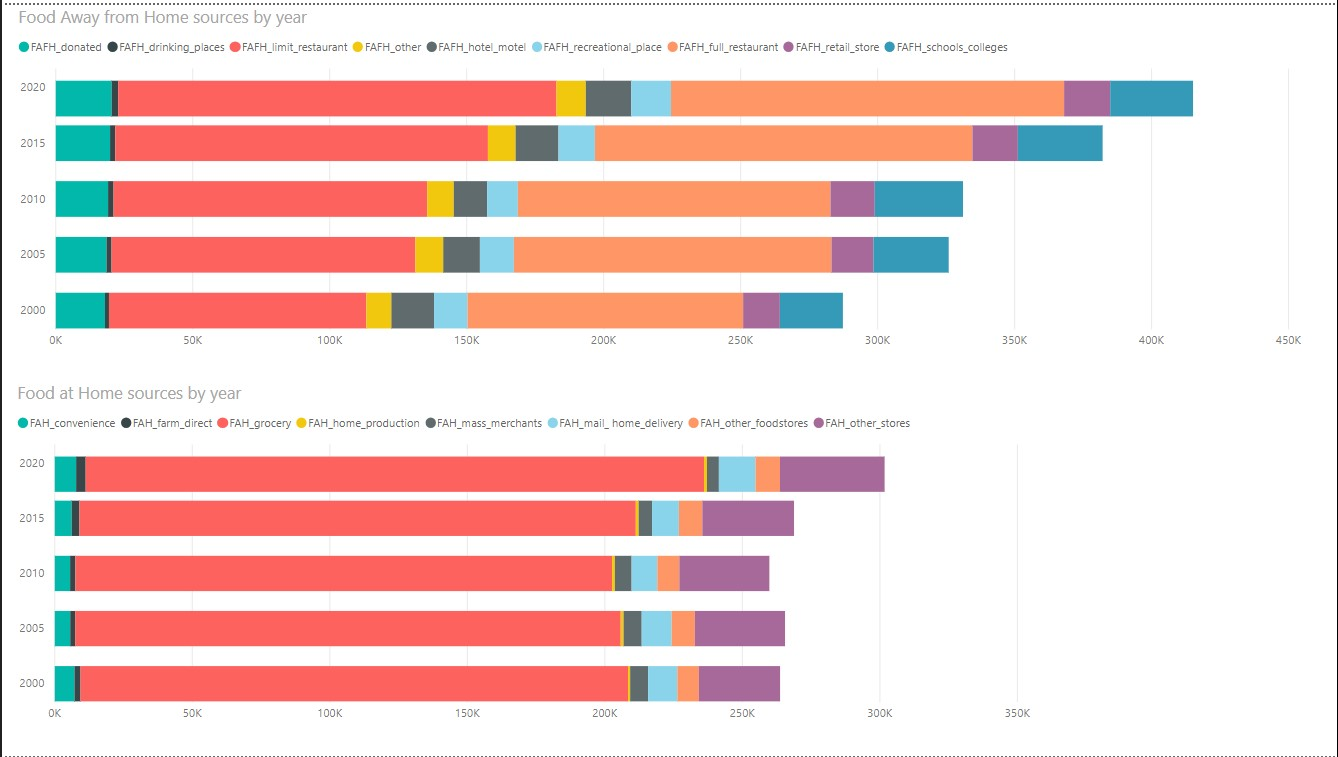 Food Away from Home sources by year
FAFH_donated FAFH_drinking_places FAFH_limit_restaurant FAFH_other FAFH_hotel_motel FAFH_recreational_place FAFH_full_restaurant FAFH_retail_store FAFH_schools_colleges
2020
2015
2010
2005
2000
0K 50K 100K 150K 200K 250K 300K 350K 400K 450K
Food at Home sources by year
FAH_convenience FAH_farm_direct FAH_grocery FAH_home_production FAH_mass_merchants FAH_mail_ home_delivery FAH_other_foodstores FAH_other_stores
2020
2015
2010
2005
2000
0K 50K 100K 150K 200K 250K 300K 350K